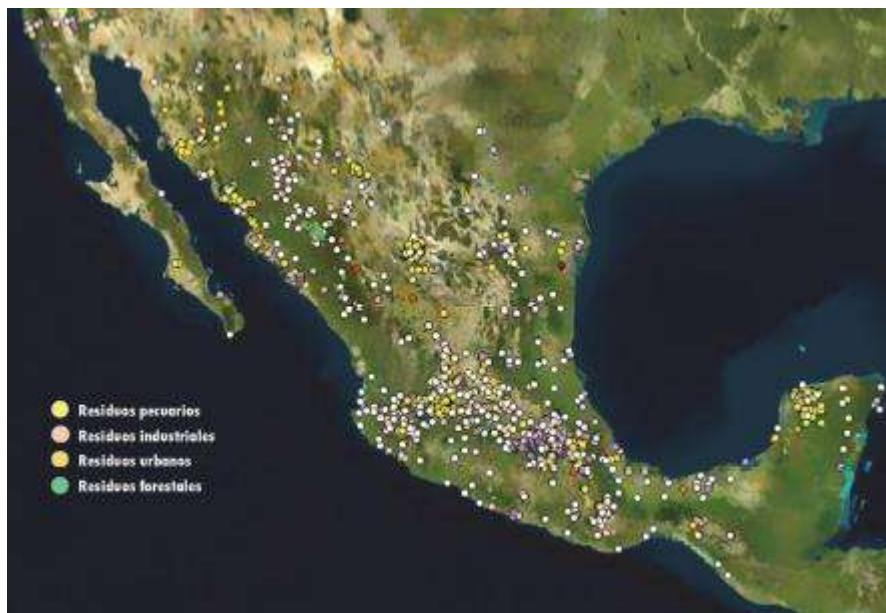 Residuos pecuarios
Residuos industriales
Residuos urbanos
Residuos forestales